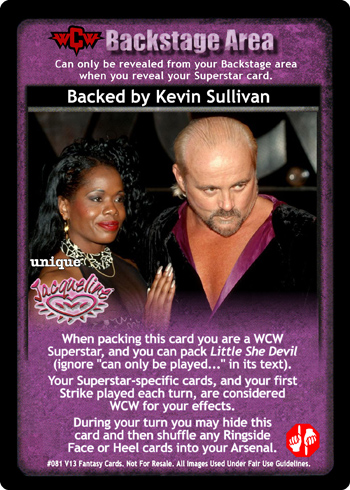 WCW Backstage Area
Can only be revealed from your Backstage area
when you reveal your Superstar card.
Backed by Kevin Sullivan
unique
Jacqueline
When packing this card you are a WCW
Superstar, and you can pack Little She Devil
(ignore "can only be played..." in its text).
Your Superstar-specific cards, and your first
Strike played each turn, are considered
WCW for your effects.
During your turn you may hide this
card and then shuffle any Ringside
Face or Heel cards into your Arsenal.
#081 V13 Fantasy Cards. Not For Resale. All Images Used Under Fair Use Guidelines.